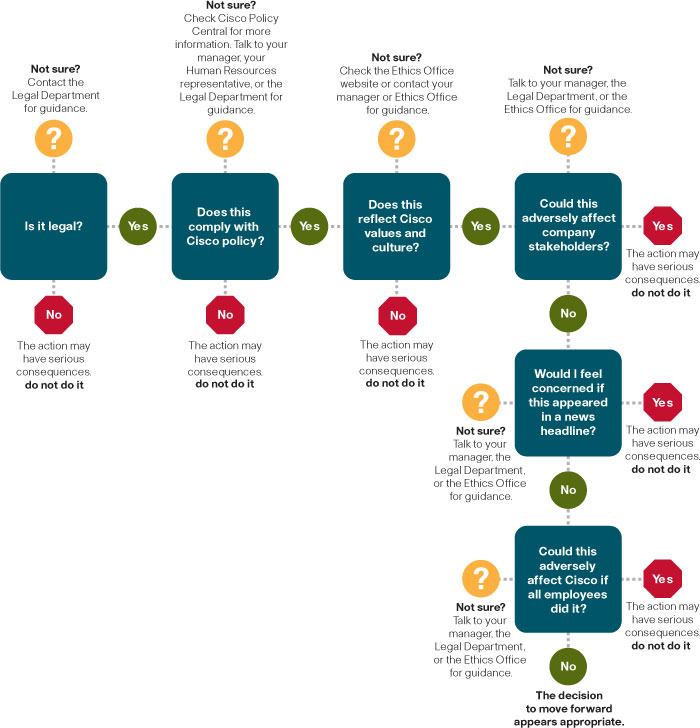 Not sure?
Contact the
Legal Department
for guidance.
?
Is it legal?
Yes
No
The action may
have serious
consequences.
do not do it
Not sure?
Check Cisco Policy
Central for more
information. Talk to your
manager, your
Human Resources
representative, or the
Legal Department for
guidance.
?
Does this
comply with
Cisco policy?
Yes
No
The action may
have serious
consequences.
do not do it
Not sure?
Check the Ethics Office
website or contact your
manager or Ethics Office
for guidance.
?
Does this
reflect Cisco
values and
culture?
Yes
No
The action may
have serious
consequences.
do not do it
Not sure?
Talk to your manager, the
Legal Department, or the
Ethics Office for guidance.
?
Could this
adversely affect
company
stakeholders?
Yes
The action may
have serious
consequences.
do not do it
No
Would I feel
concerned if
this appeared
in a news
headline?
?
Not sure?
Talk to your
manager, the
Legal Department,
or the Ethics Office
for guidance.
Yes
The action may
have serious
consequences.
do not do it
No
Could this
adversely
affect Cisco if
all employees
did it?
?
Not sure?
Talk to your
manager, the
Legal Department,
or the Ethics Office
for guidance.
Yes
The action may
have serious
consequences.
do not do it
No
The decision
to move forward
appears appropriate.